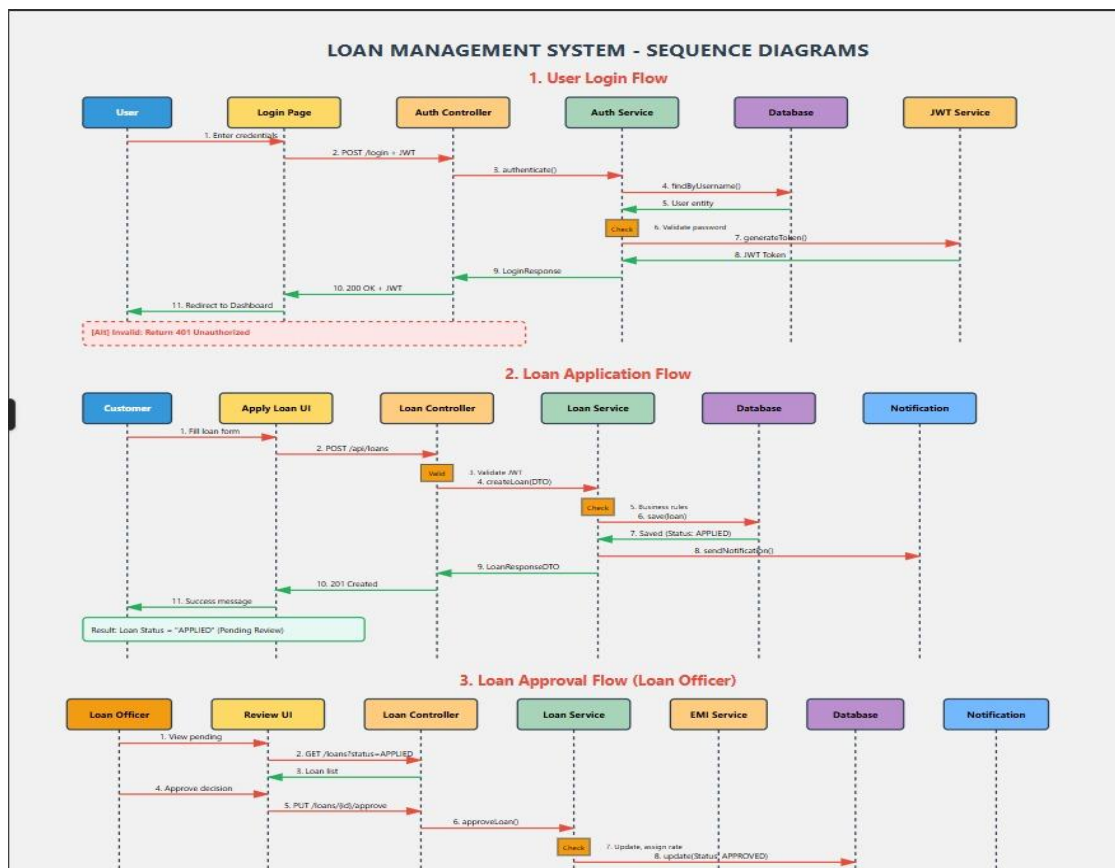 LOAN MANAGEMENT SYSTEM - SEQUENCE DIAGRAMS
1. User Login Flow
User Login Page Auth Controller Auth Service Database JWT Service
1. Enter credentials
2. POST /login + JWT
3. authenticate()
4. findByUsername()
5. User entity
Check 6. Validate password
7. generateToken()
8. JWT Token
9. LoginResponse
10. 200 OK + JWT
11. Redirect to Dashboard
[Alt] Invalid: Return 401 Unauthorized
2. Loan Application Flow
Customer Apply Loan UI Loan Controller Loan Service Database Notification
1. Fill loan form
2. POST /api/loans
Valid 3. Validate JWT
4. createLoan(DTO)
Check 5. Business rules
6. save(loan)
7. Saved (Status: APPLIED)
8. sendNotification()
9. LoanResponseDTO
10. 201 Created
11. Success message
Result: Loan Status = "APPLIED" (Pending Review)
3. Loan Approval Flow (Loan Officer)
Loan Officer Review UI Loan Controller Loan Service EMI Service Database Notification
1. View pending
2. GET /loans?status=APPLIED
3. Loan list
4. Approve decision
5. PUT /loans/{id}/approve
6. approveLoan()
Check 7. Update, assign rate
8. update(Status: APPROVED)